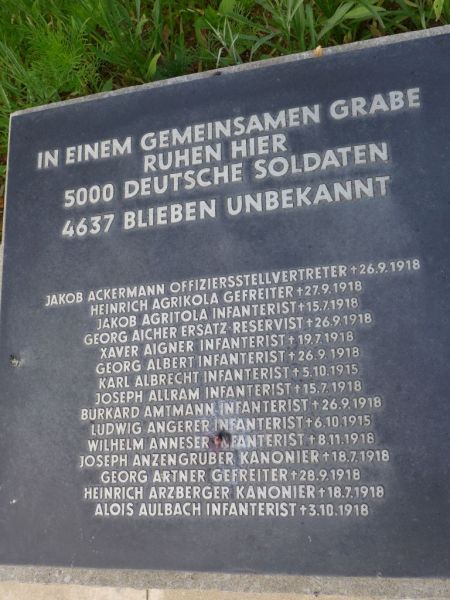 IN EINEM GEMEINSAMEN GRABE
RUHEN HIER
5000 DEUTSCHE SOLDATEN
4637 BLIEBEN UNBEKANNT
JAKOB ACKERMANN OFFIZIERSSTELLVERTRETER +26.9.1918
HEINRICH AGRIKOLA GEFREITER +27.9.1918
JAKOB AGRITOLA INFANTERIST +15.7.1918
GEORG AICHER ERSATZ-RESERVIST +26.9.1918
XAVER AIGNER INFANTERIST +19.7.1918
GEORG ALBERT INFANTERIST +26.9.1918
KARL ALBRECHT INFANTERIST +5.10.1915
JOSEPH ALLRAM INFANTERIST +15.7.1918
BURKARD AMTMANN INFANTERIST +26.9.1918
LUDWIG ANGERER INFANTERIST +6.10.1915
WILHELM ANNESER INFANTERIST +8.11.1918
JOSEPH ANZENGRUBER KANONIER +18.7.1918
GEORG ARTNER GEFREITER +28.9.1918
HEINRICH ARZBERGER KANONIER +18.7.1918
ALOIS AULBACH INFANTERIST +3.10.1918